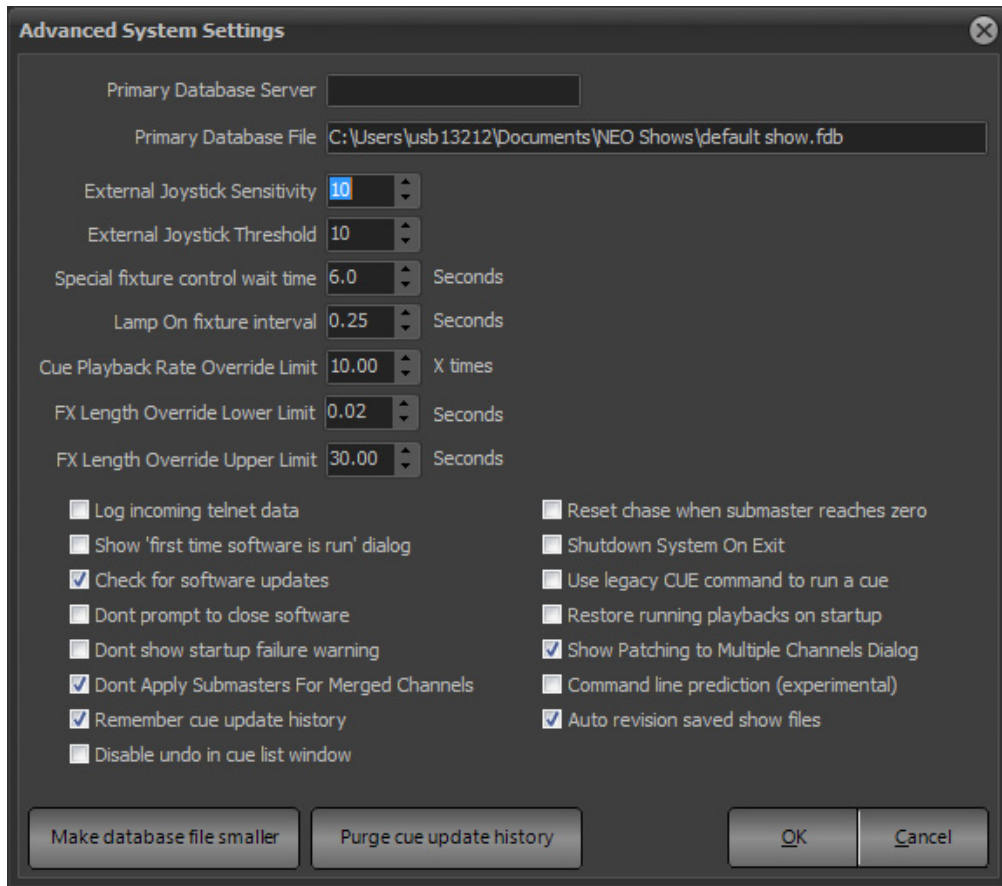 Advanced System Settings
Primary Database Server
Primary Database File C:\Users\usb13212\Documents\NEO Shows\default show.fdb
External Joystick Sensitivity 10
External Joystick Threshold 10
Special fixture control wait time 6.0 Seconds
Lamp On fixture interval 0.25 Seconds
Cue Playback Rate Override Limit 10.00 X times
FX Length Override Lower Limit 0.02 Seconds
FX Length Override Upper Limit 30.00 Seconds
Log incoming telnet data
Show 'first time software is run' dialog
Check for software updates
Dont prompt to close software
Dont show startup failure warning
Dont Apply Submasters For Merged Channels
Remember cue update history
Disable undo in cue list window
Reset chase when submaster reaches zero
Shutdown System On Exit
Use legacy CUE command to run a cue
Restore running playbacks on startup
Show Patching to Multiple Channels Dialog
Command line prediction (experimental)
Auto revision saved show files
Make database file smaller Purge cue update history OK Cancel